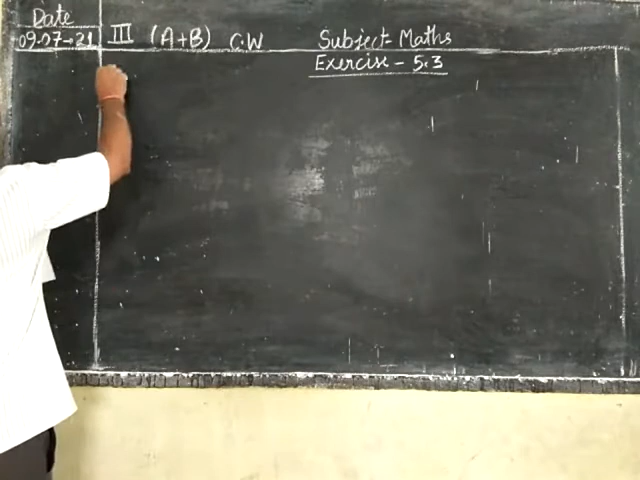 Date
09.07.21 III (A+B) C.W Subject-Maths
Exercise - 5.3